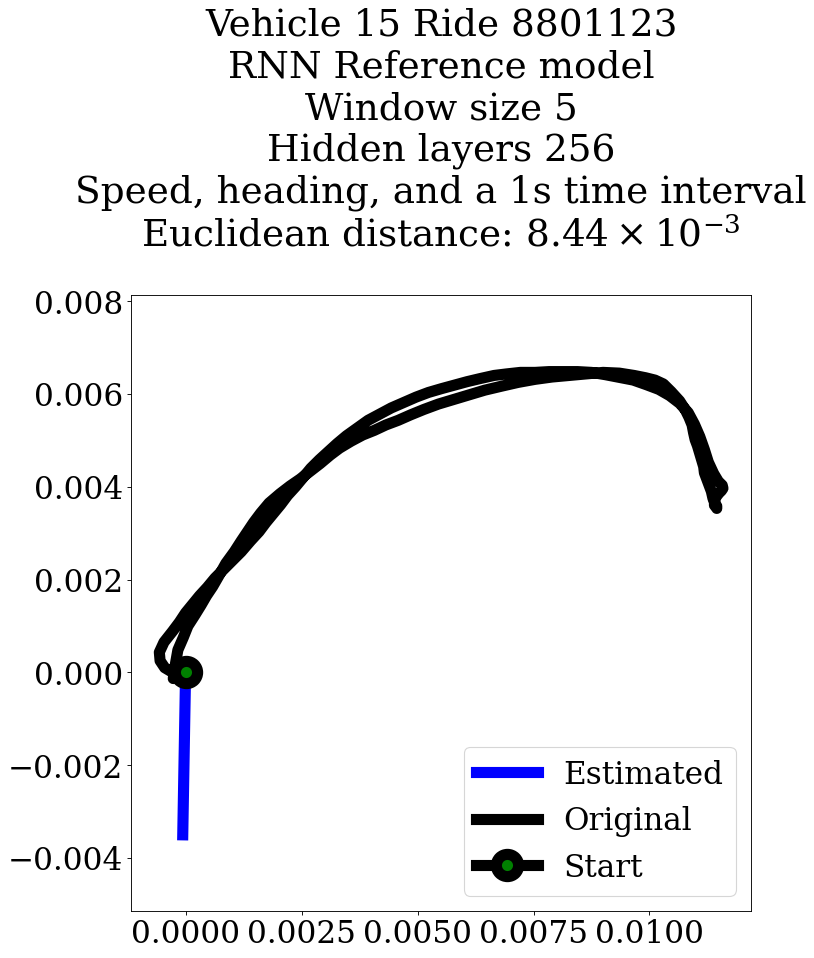 Vehicle 15 Ride 8801123
RNN Reference model
Window size 5
Hidden layers 256
Speed, heading, and a 1s time interval
Euclidean distance: 8.44 × 10⁻³
0.008
0.006
0.004
0.002
0.000
−0.002
−0.004
Estimated
Original
Start
0.0000 0.0025 0.0050 0.0075 0.0100